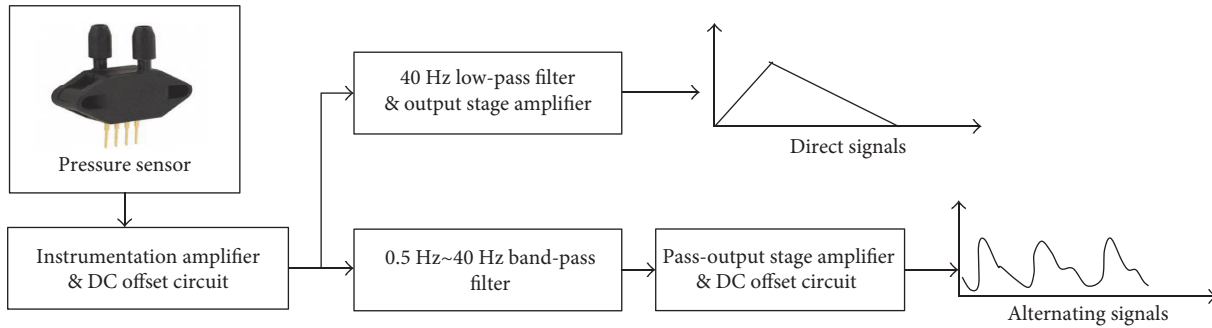 Pressure sensor
Instrumentation amplifier
& DC offset circuit
40 Hz low-pass filter
& output stage amplifier
Direct signals
0.5 Hz~40 Hz band-pass
filter
Pass-output stage amplifier
& DC offset circuit
Alternating signals